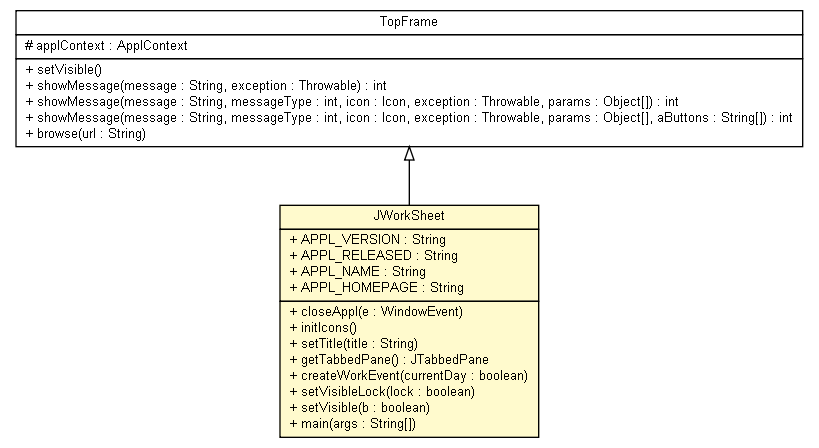 TopFrame
# applContext : ApplContext
+ setVisible()
+ showMessage(message : String, exception : Throwable) : int
+ showMessage(message : String, messageType : int, icon : Icon, exception : Throwable, params : Object[]) : int
+ showMessage(message : String, messageType : int, icon : Icon, exception : Throwable, params : Object[], aButtons : String[]) : int
+ browse(url : String)
JWorkSheet
+ APPL_VERSION : String
+ APPL_RELEASED : String
+ APPL_NAME : String
+ APPL_HOMEPAGE : String
+ closeAppl(e : WindowEvent)
+ initIcons()
+ setTitle(title : String)
+ getTabbedPane() : JTabbedPane
+ createWorkEvent(currentDay : boolean)
+ setVisibleLock(lock : boolean)
+ setVisible(b : boolean)
+ main(args : String[])